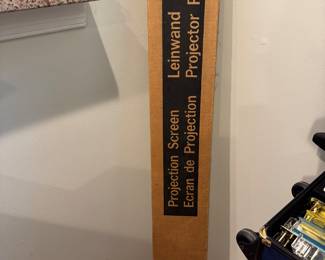 Projection Screen Leinwand
Ecran de Projection Projector